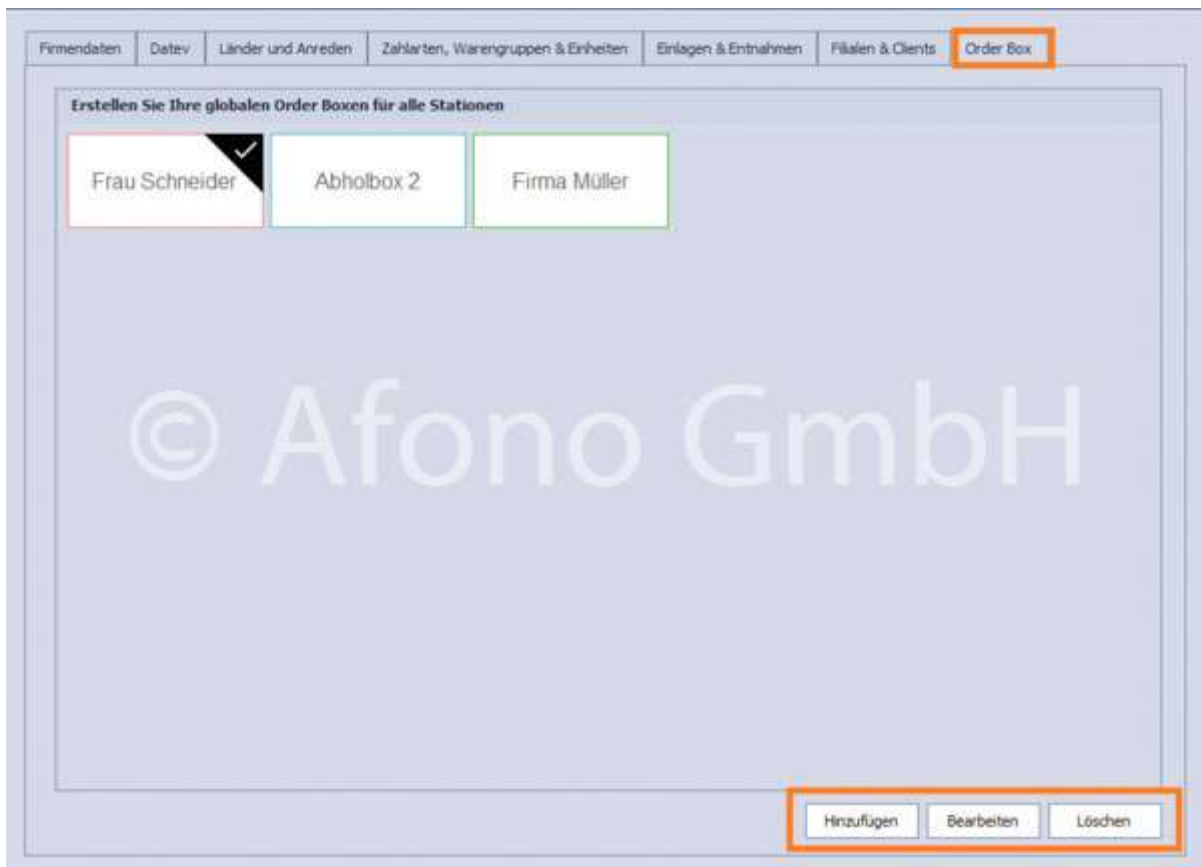 Firmendaten Datev Länder und Anreden Zahlarten, Warengruppen & Einheiten Einlagen & Entnahmen Filialen & Clients Order Box
Erstellen Sie Ihre globalen Order Boxen für alle Stationen
Frau Schneider Abholbox 2 Firma Müller
© Afono GmbH
Hinzufügen Bearbeiten Löschen